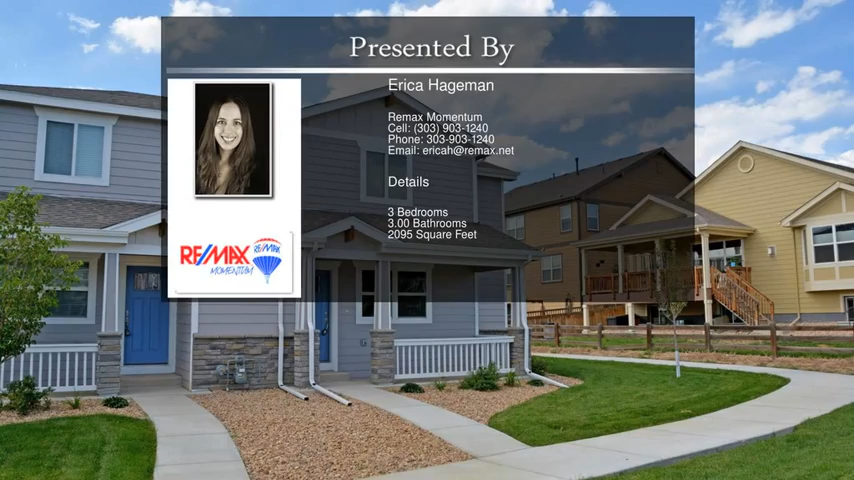 Presented By
Erica Hageman
Remax Momentum
Cell: (303) 903-1240
Phone: 303-903-1240
Email: ericah@remax.net
Details
3 Bedrooms
3.00 Bathrooms
2095 Square Feet
RE/MAX
MOMENTUM
RE/MAX